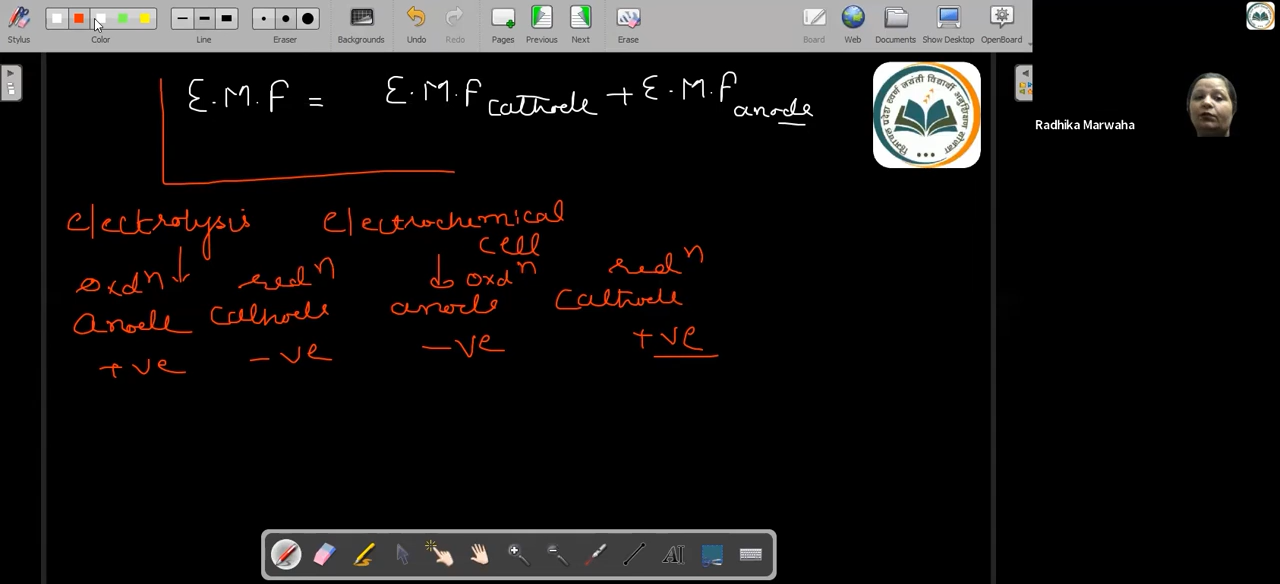 Stylus Color Line Eraser Backgrounds Undo Redo Pages Previous Next Erase Board Web Documents Show Desktop OpenBoard
E.M.F = E.M.F cathode + E.M.F anode
Radhika Marwaha
Electrolysis Electrochemical cell
oxdⁿ redⁿ oxdⁿ redⁿ
Anode Cathode anode Cathode
+ve -ve -ve +ve
AI